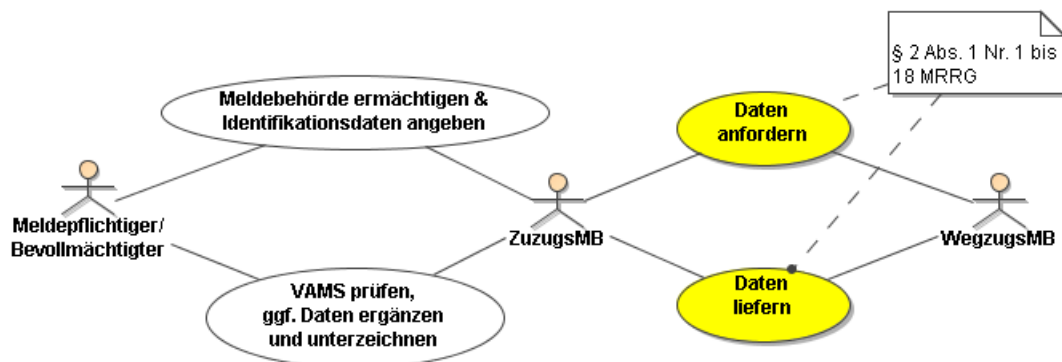 § 2 Abs. 1 Nr. 1 bis
18 MRRG
Meldebehörde ermächtigen &
Identifikationsdaten angeben
Daten
anfordern
Meldepflichtiger/
Bevollmächtigter
ZuzugsMB
WegzugsMB
VAMS prüfen,
ggf. Daten ergänzen
und unterzeichnen
Daten
liefern